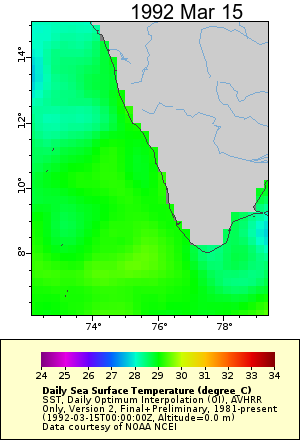 1992 Mar 15
14°
12°
10°
8°
74°
76°
78°
24 25 26 27 28 29 30 31 32 33 34
Daily Sea Surface Temperature (degree_C)
SST, Daily Optimum Interpolation (OI), AVHRR
Only, Version 2, Final+Preliminary, 1981-present
(1992-03-15T00:00:00Z, Altitude=0.0 m)
Data courtesy of NOAA NCEI